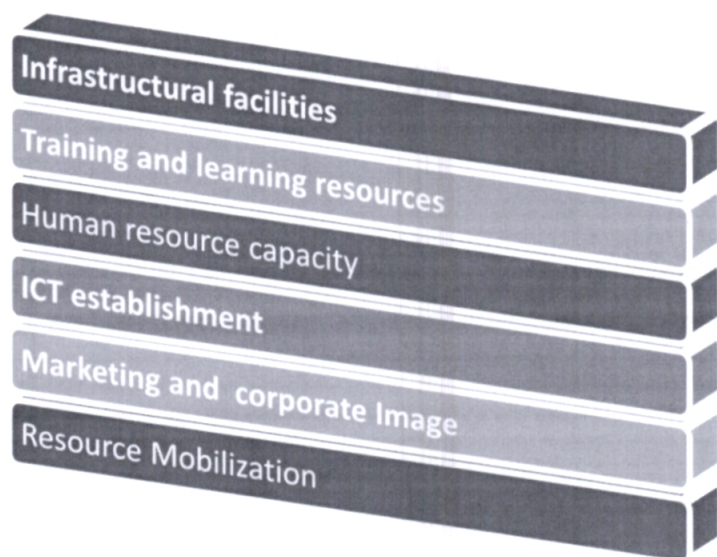 Infrastructural facilities
Training and learning resources
Human resource capacity
ICT establishment
Marketing and corporate Image
Resource Mobilization